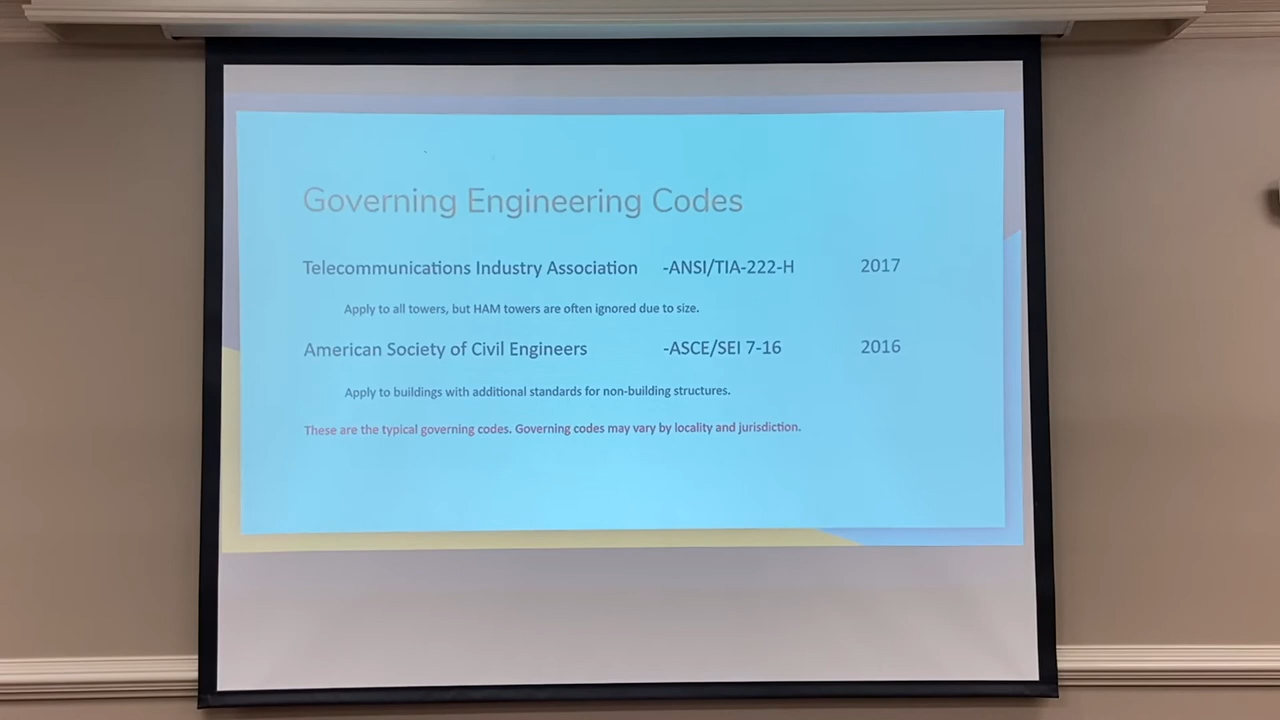 Governing Engineering Codes
Telecommunications Industry Association -ANSI/TIA-222-H 2017
Apply to all towers, but HAM towers are often ignored due to size.
American Society of Civil Engineers -ASCE/SEI 7-16 2016
Apply to buildings with additional standards for non-building structures.
These are the typical governing codes. Governing codes may vary by locality and jurisdiction.